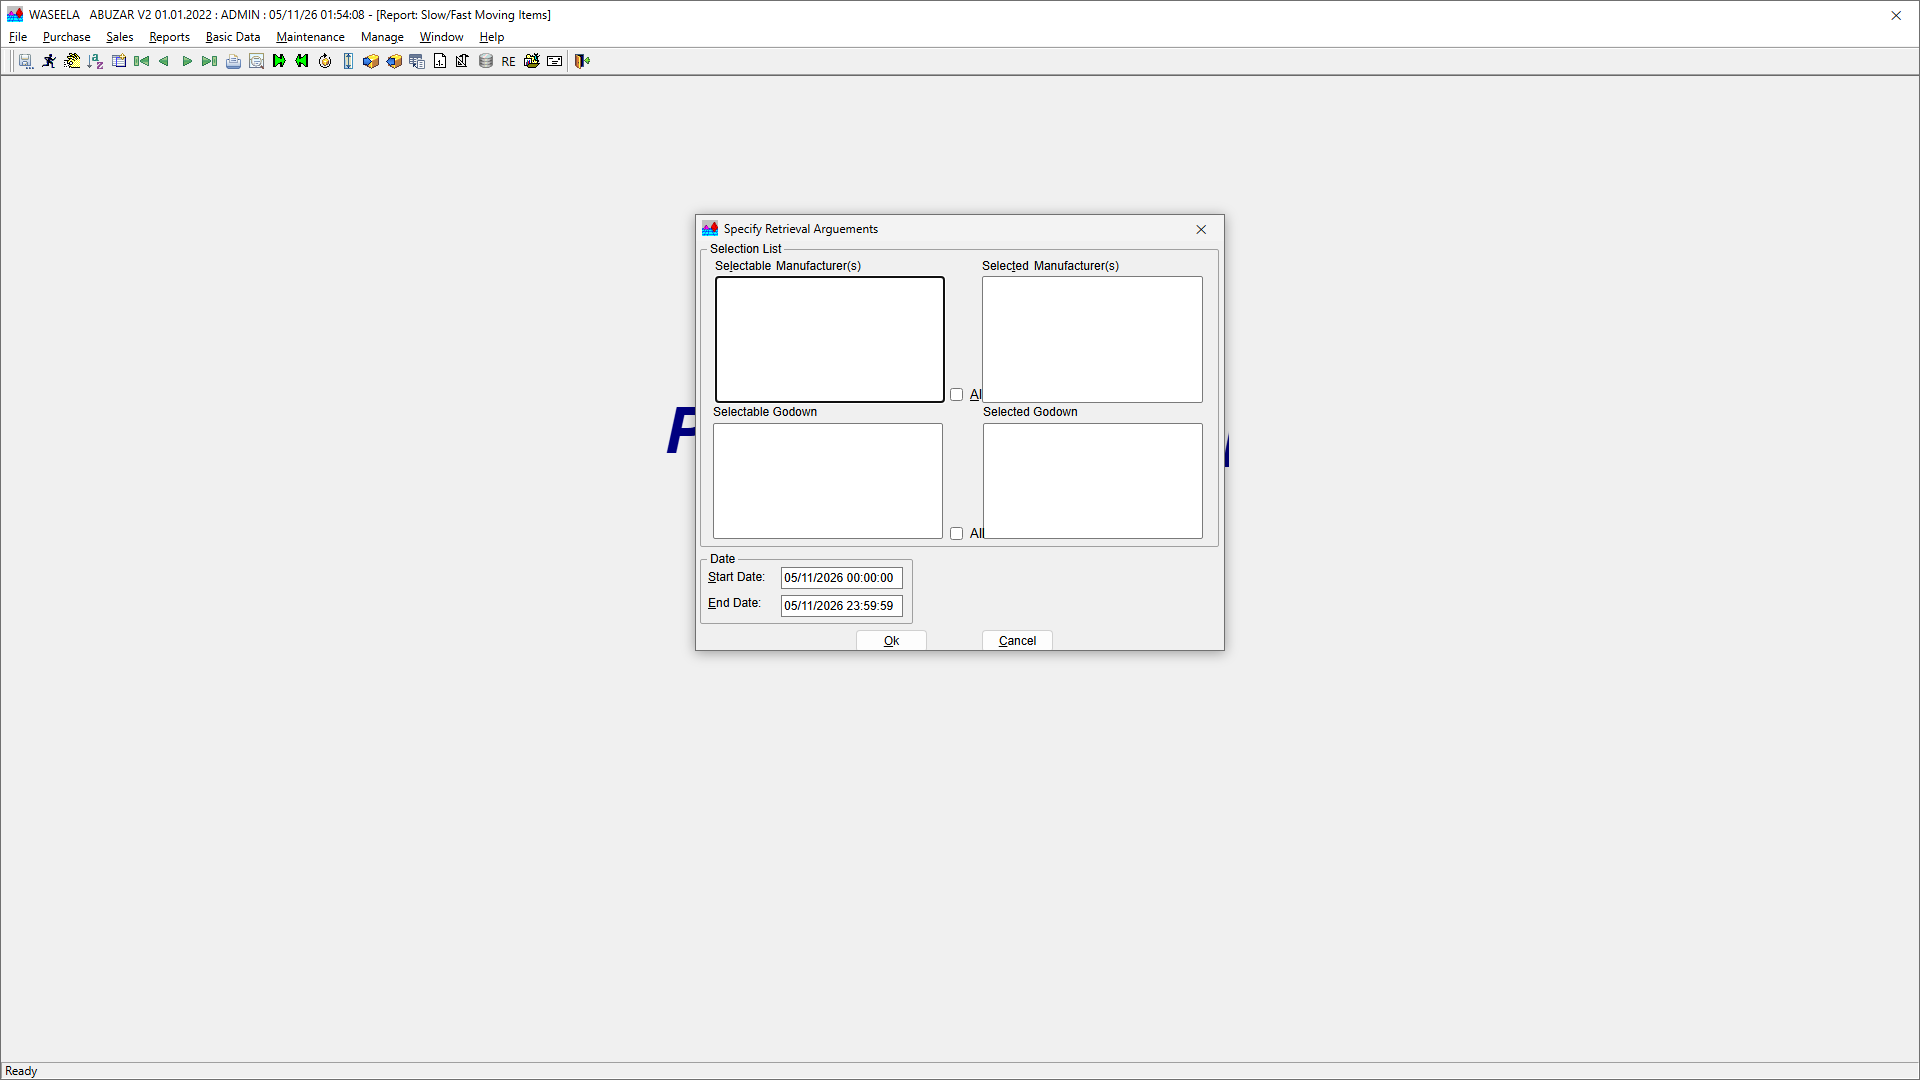 WASEELA   ABUZAR V2 01.01.2022 : ADMIN : 05/11/26 01:54:08 - [Report: Slow/Fast Moving Items]
File Purchase Sales Reports Basic Data Maintenance Manage Window Help
RE
Specify Retrieval Arguements
Selection List
Selectable Manufacturer(s) Selected Manufacturer(s)
Al
Selectable Godown Selected Godown
All
Date
Start Date: 05/11/2026 00:00:00
End Date: 05/11/2026 23:59:59
Ok Cancel
Ready